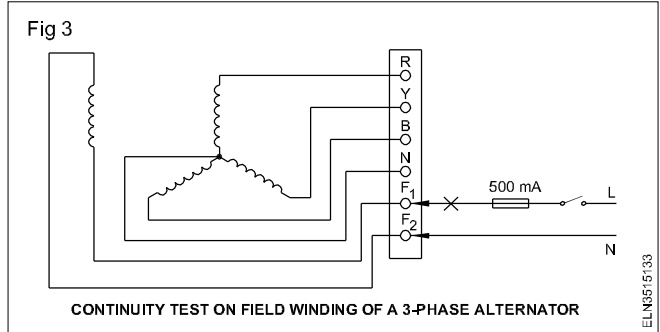 Fig 3
R
Y
B
N
F1
F2
500 mA
L
N
ELN3515133
CONTINUITY TEST ON FIELD WINDING OF A 3-PHASE ALTERNATOR